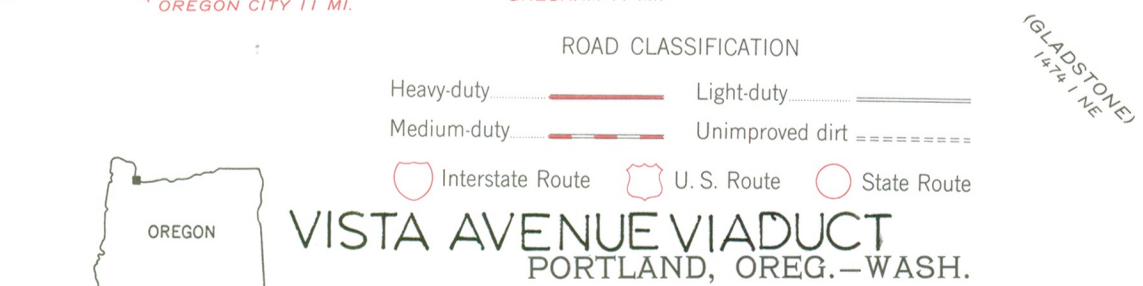 OREGON CITY 11 MI.
(GLADSTONE)
1474 I NE
ROAD CLASSIFICATION
Heavy-duty Light-duty
Medium-duty Unimproved dirt
Interstate Route U. S. Route State Route
OREGON
VISTA AVENUE VIADUCT
PORTLAND, OREG.—WASH.